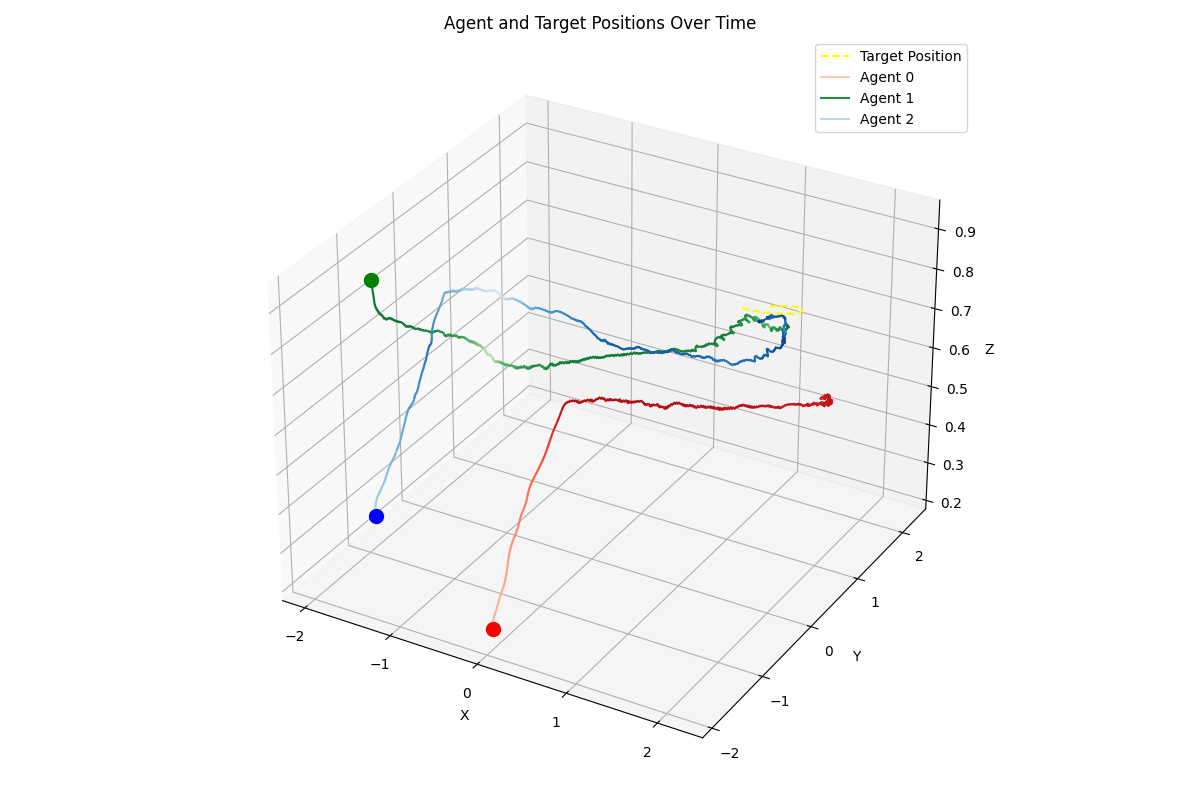 Agent and Target Positions Over Time
Target Position
Agent 0
Agent 1
Agent 2
0.9
0.8
0.7
0.6
0.5
0.4
0.3
0.2
Z
−2
−1
0
1
2
X
−2
−1
0
1
2
Y